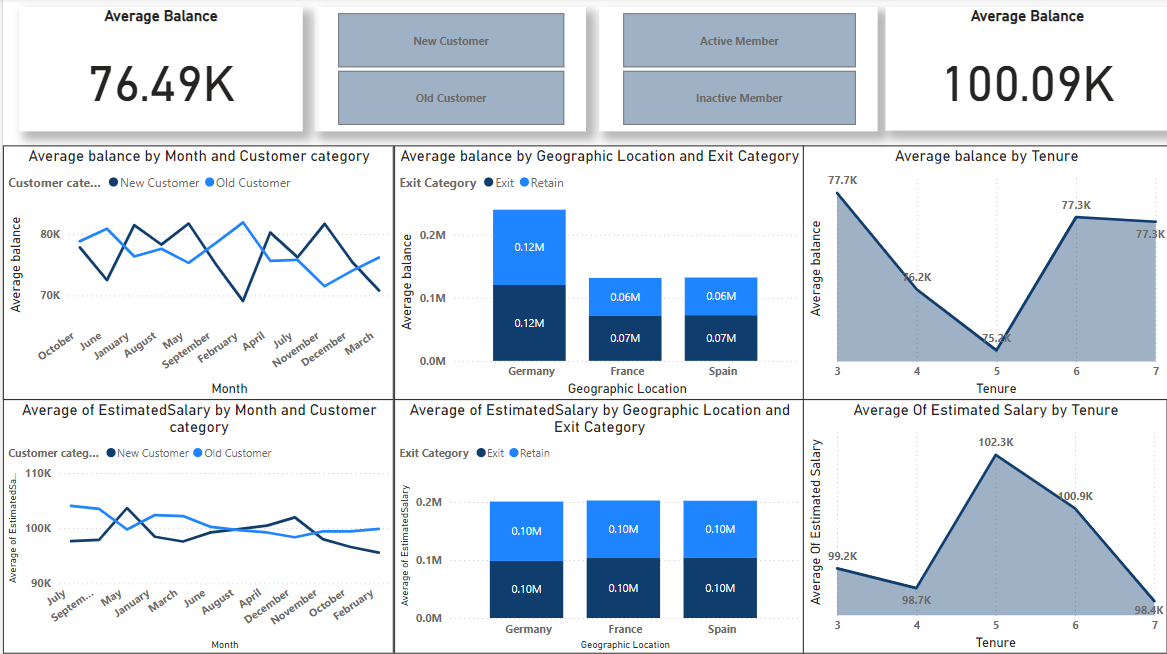 Average Balance
76.49K
New Customer
Old Customer
Active Member
Inactive Member
Average Balance
100.09K
Average balance by Month and Customer category
Customer cate... New Customer Old Customer
Average balance
80K
70K
October
June
January
August
May
September
February
April
July
November
December
March
Month
Average balance by Geographic Location and Exit Category
Exit Category Exit Retain
Average balance
0.2M
0.1M
0.0M
0.12M
0.12M
0.06M
0.07M
0.06M
0.07M
Germany
France
Spain
Geographic Location
Average balance by Tenure
Average balance
77.7K
76.2K
75.2K
77.3K
77.3K
3
4
5
6
7
Tenure
Average of EstimatedSalary by Month and Customer
category
Customer categ... New Customer Old Customer
Average of EstimatedSa...
110K
100K
90K
July
Septem...
May
January
March
June
August
April
December
November
October
February
Month
Average of EstimatedSalary by Geographic Location and
Exit Category
Exit Category Exit Retain
Average of EstimatedSalary
0.2M
0.1M
0.0M
0.10M
0.10M
0.10M
0.10M
0.10M
0.10M
Germany
France
Spain
Geographic Location
Average Of Estimated Salary by Tenure
Average Of Estimated Salary
99.2K
98.7K
102.3K
100.9K
98.4K
3
4
5
6
7
Tenure